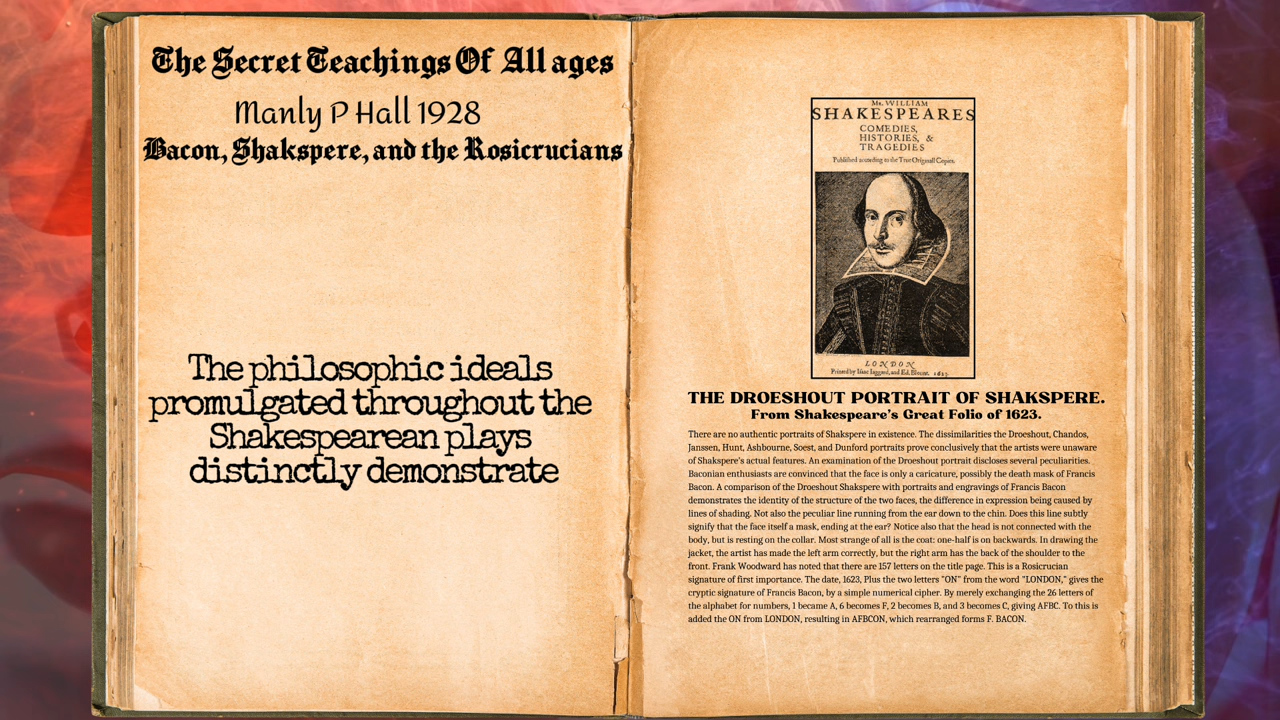 The Secret Teachings Of All ages
Manly P Hall 1928
Bacon, Shakspere, and the Rosicrucians
The philosophic ideals
promulgated throughout the
Shakespearean plays
distinctly demonstrate
Mr. WILLIAM
SHAKESPEARES
COMEDIES,
HISTORIES, &
TRAGEDIES
Published according to the True Originall Copies.
LONDON
Printed by Isaac Iaggard, and Ed. Blount. 1623
THE DROESHOUT PORTRAIT OF SHAKSPERE.
From Shakespeare's Great Folio of 1623.
There are no authentic portraits of Shakspere in existence. The dissimilarities the Droeshout, Chandos,
Janssen, Hunt, Ashbourne, Soest, and Dunford portraits prove conclusively that the artists were unaware
of Shakspere's actual features. An examination of the Droeshout portrait discloses several peculiarities.
Baconian enthusiasts are convinced that the face is only a caricature, possibly the death mask of Francis
Bacon. A comparison of the Droeshout Shakspere with portraits and engravings of Francis Bacon
demonstrates the identity of the structure of the two faces, the difference in expression being caused by
lines of shading. Not also the peculiar line running from the ear down to the chin. Does this line subtly
signify that the face itself a mask, ending at the ear? Notice also that the head is not connected with the
body, but is resting on the collar. Most strange of all is the coat: one-half is on backwards. In drawing the
jacket, the artist has made the left arm correctly, but the right arm has the back of the shoulder to the
front. Frank Woodward has noted that there are 157 letters on the title page. This is a Rosicrucian
signature of first importance. The date, 1623, Plus the two letters "ON" from the word "LONDON," gives the
cryptic signature of Francis Bacon, by a simple numerical cipher. By merely exchanging the 26 letters of
the alphabet for numbers, 1 became A, 6 becomes F, 2 becomes B, and 3 becomes C, giving AFBC. To this is
added the ON from LONDON, resulting in AFBCON, which rearranged forms F. BACON.